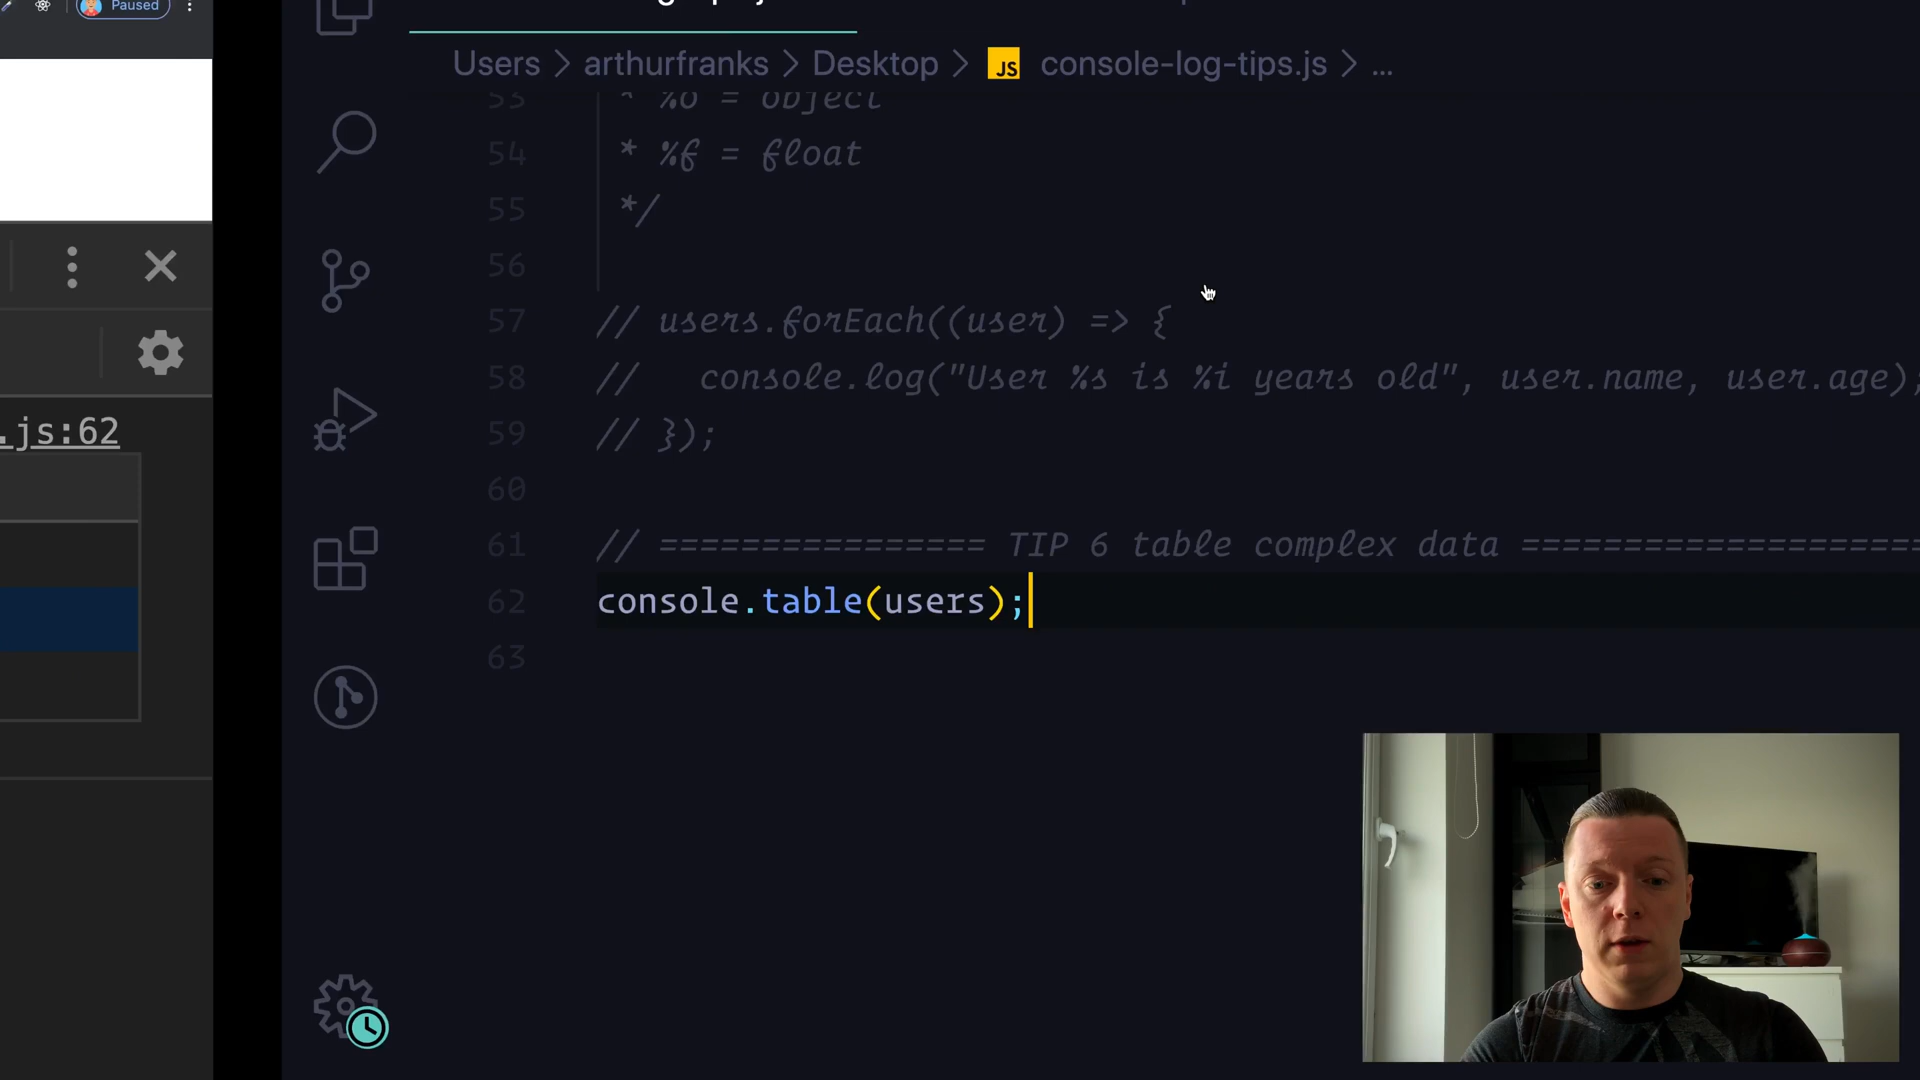 Paused
Users > arthurfranks > Desktop > JS console-log-tips.js > ...
53 * %o = object
54 * %f = float
55 */
56
57 // users.forEach((user) => {
58 //   console.log("User %s is %i years old", user.name, user.age);
59 // });
60
61 // ================ TIP 6 table complex data ====================
62 console.table(users);
63
.js:62